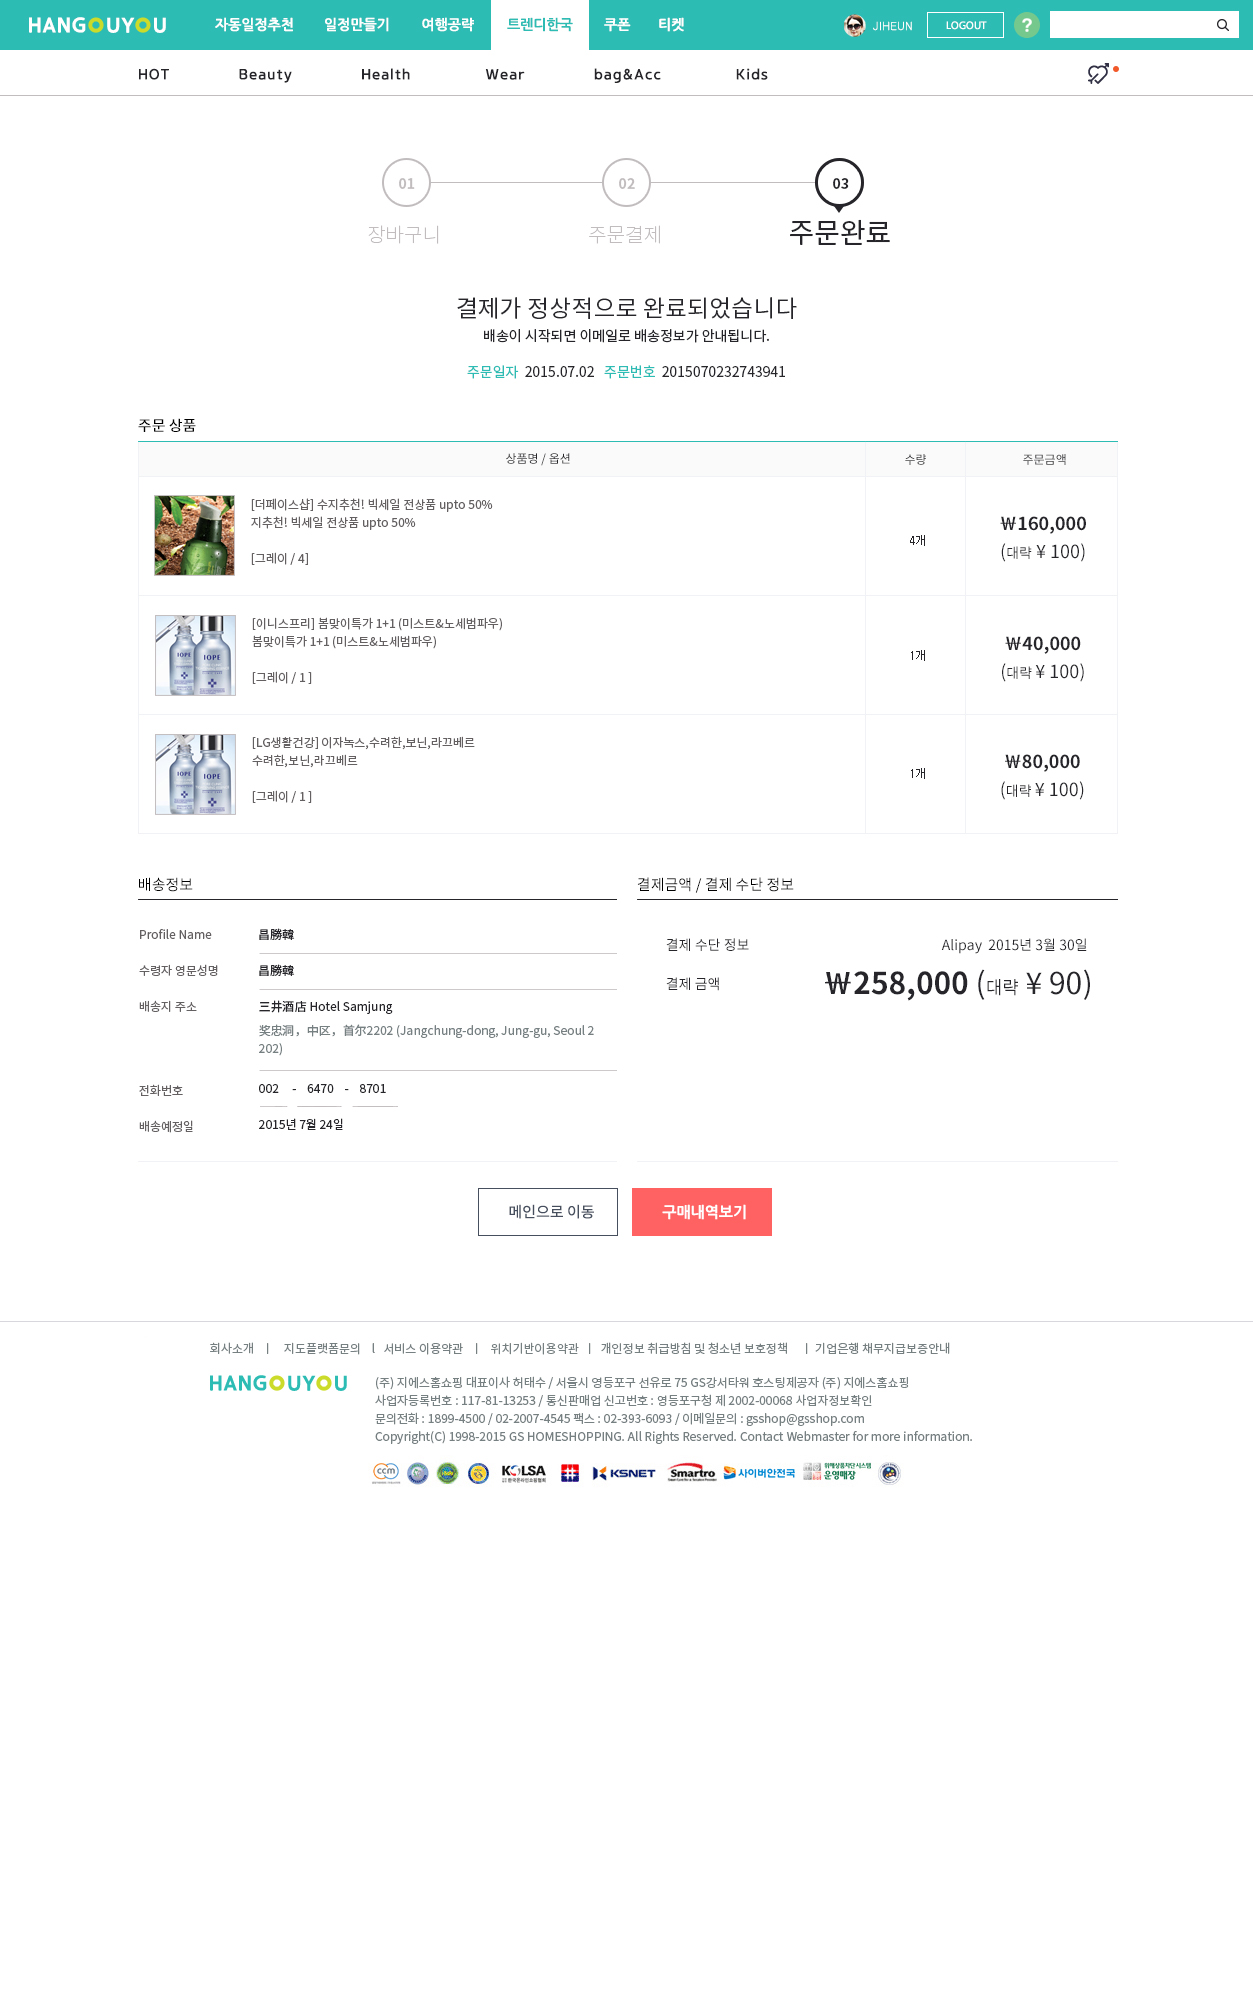 HANGOUYOU 자동일정추천 일정만들기 여행공략 트렌디한국 쿠폰 티켓 JIHEUN LOGOUT ?
HOT Beauty Health Wear bag&Acc Kids
01 02 03
장바구니 주문결제 주문완료
결제가 정상적으로 완료되었습니다
배송이 시작되면 이메일로 배송정보가 안내됩니다.
주문일자 2015.07.02 주문번호 2015070232743941
주문 상품
상품명 / 옵션 수량 주문금액
[더페이스샵] 수지추천! 빅세일 전상품 upto 50%
지추천! 빅세일 전상품 upto 50%
[그레이 / 4]
4개
₩160,000
(대략 ¥ 100)
IOPE IOPE
[이니스프리] 봄맞이특가 1+1 (미스트&노세범파우)
봄맞이특가 1+1 (미스트&노세범파우)
[그레이 / 1 ]
1개
₩40,000
(대략 ¥ 100)
IOPE IOPE
[LG생활건강] 이자녹스,수려한,보닌,라끄베르
수려한,보닌,라끄베르
[그레이 / 1 ]
1개
₩80,000
(대략 ¥ 100)
배송정보
Profile Name 昌勝韓
수령자 영문성명 昌勝韓
배송지 주소 三井酒店 Hotel Samjung
奖忠洞，中区，首尔2202 (Jangchung-dong, Jung-gu, Seoul 2
202)
전화번호 002 - 6470 - 8701
배송예정일 2015년 7월 24일
결제금액 / 결제 수단 정보
결제 수단 정보 Alipay 2015년 3월 30일
결제 금액 ₩258,000 (대략 ¥ 90)
메인으로 이동 구매내역보기
회사소개 | 지도플랫폼문의 l 서비스 이용약관 | 위치기반이용약관 | 개인정보 취급방침 및 청소년 보호정책 | 기업은행 채무지급보증안내
HANGOUYOU
(주) 지에스홈쇼핑 대표이사 허태수 / 서울시 영등포구 선유로 75 GS강서타워 호스팅제공자 (주) 지에스홈쇼핑
사업자등록번호 : 117-81-13253 / 통신판매업 신고번호 : 영등포구청 제 2002-00068 사업자정보확인
문의전화 : 1899-4500 / 02-2007-4545 팩스 : 02-393-6093 / 이메일문의 : gsshop@gsshop.com
Copyright(C) 1998-2015 GS HOMESHOPPING. All Rights Reserved. Contact Webmaster for more information.
ccm KOLSA 한국온라인쇼핑협회 KSNET Smartro 사이버안전국 위해상품차단시스템 운영매장